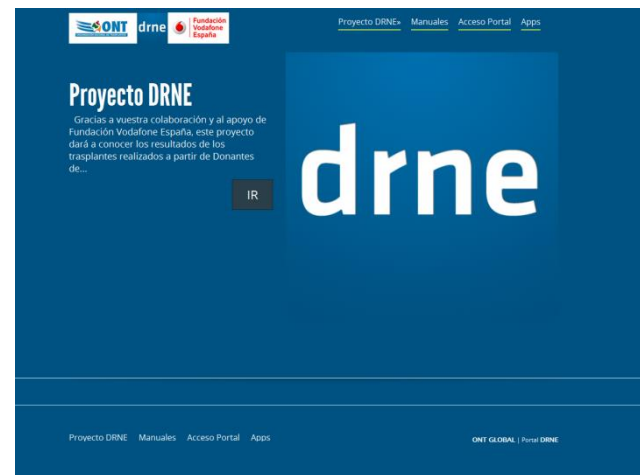 ONT
drne
Fundación
Vodafone
España
Proyecto DRNE» Manuales Acceso Portal Apps
Proyecto DRNE
Gracias a vuestra colaboración y al apoyo de
Fundación Vodafone España, este proyecto
dará a conocer los resultados de los
trasplantes realizados a partir de Donantes
de...
IR
drne
Proyecto DRNE Manuales Acceso Portal Apps
ONT GLOBAL | Portal DRNE